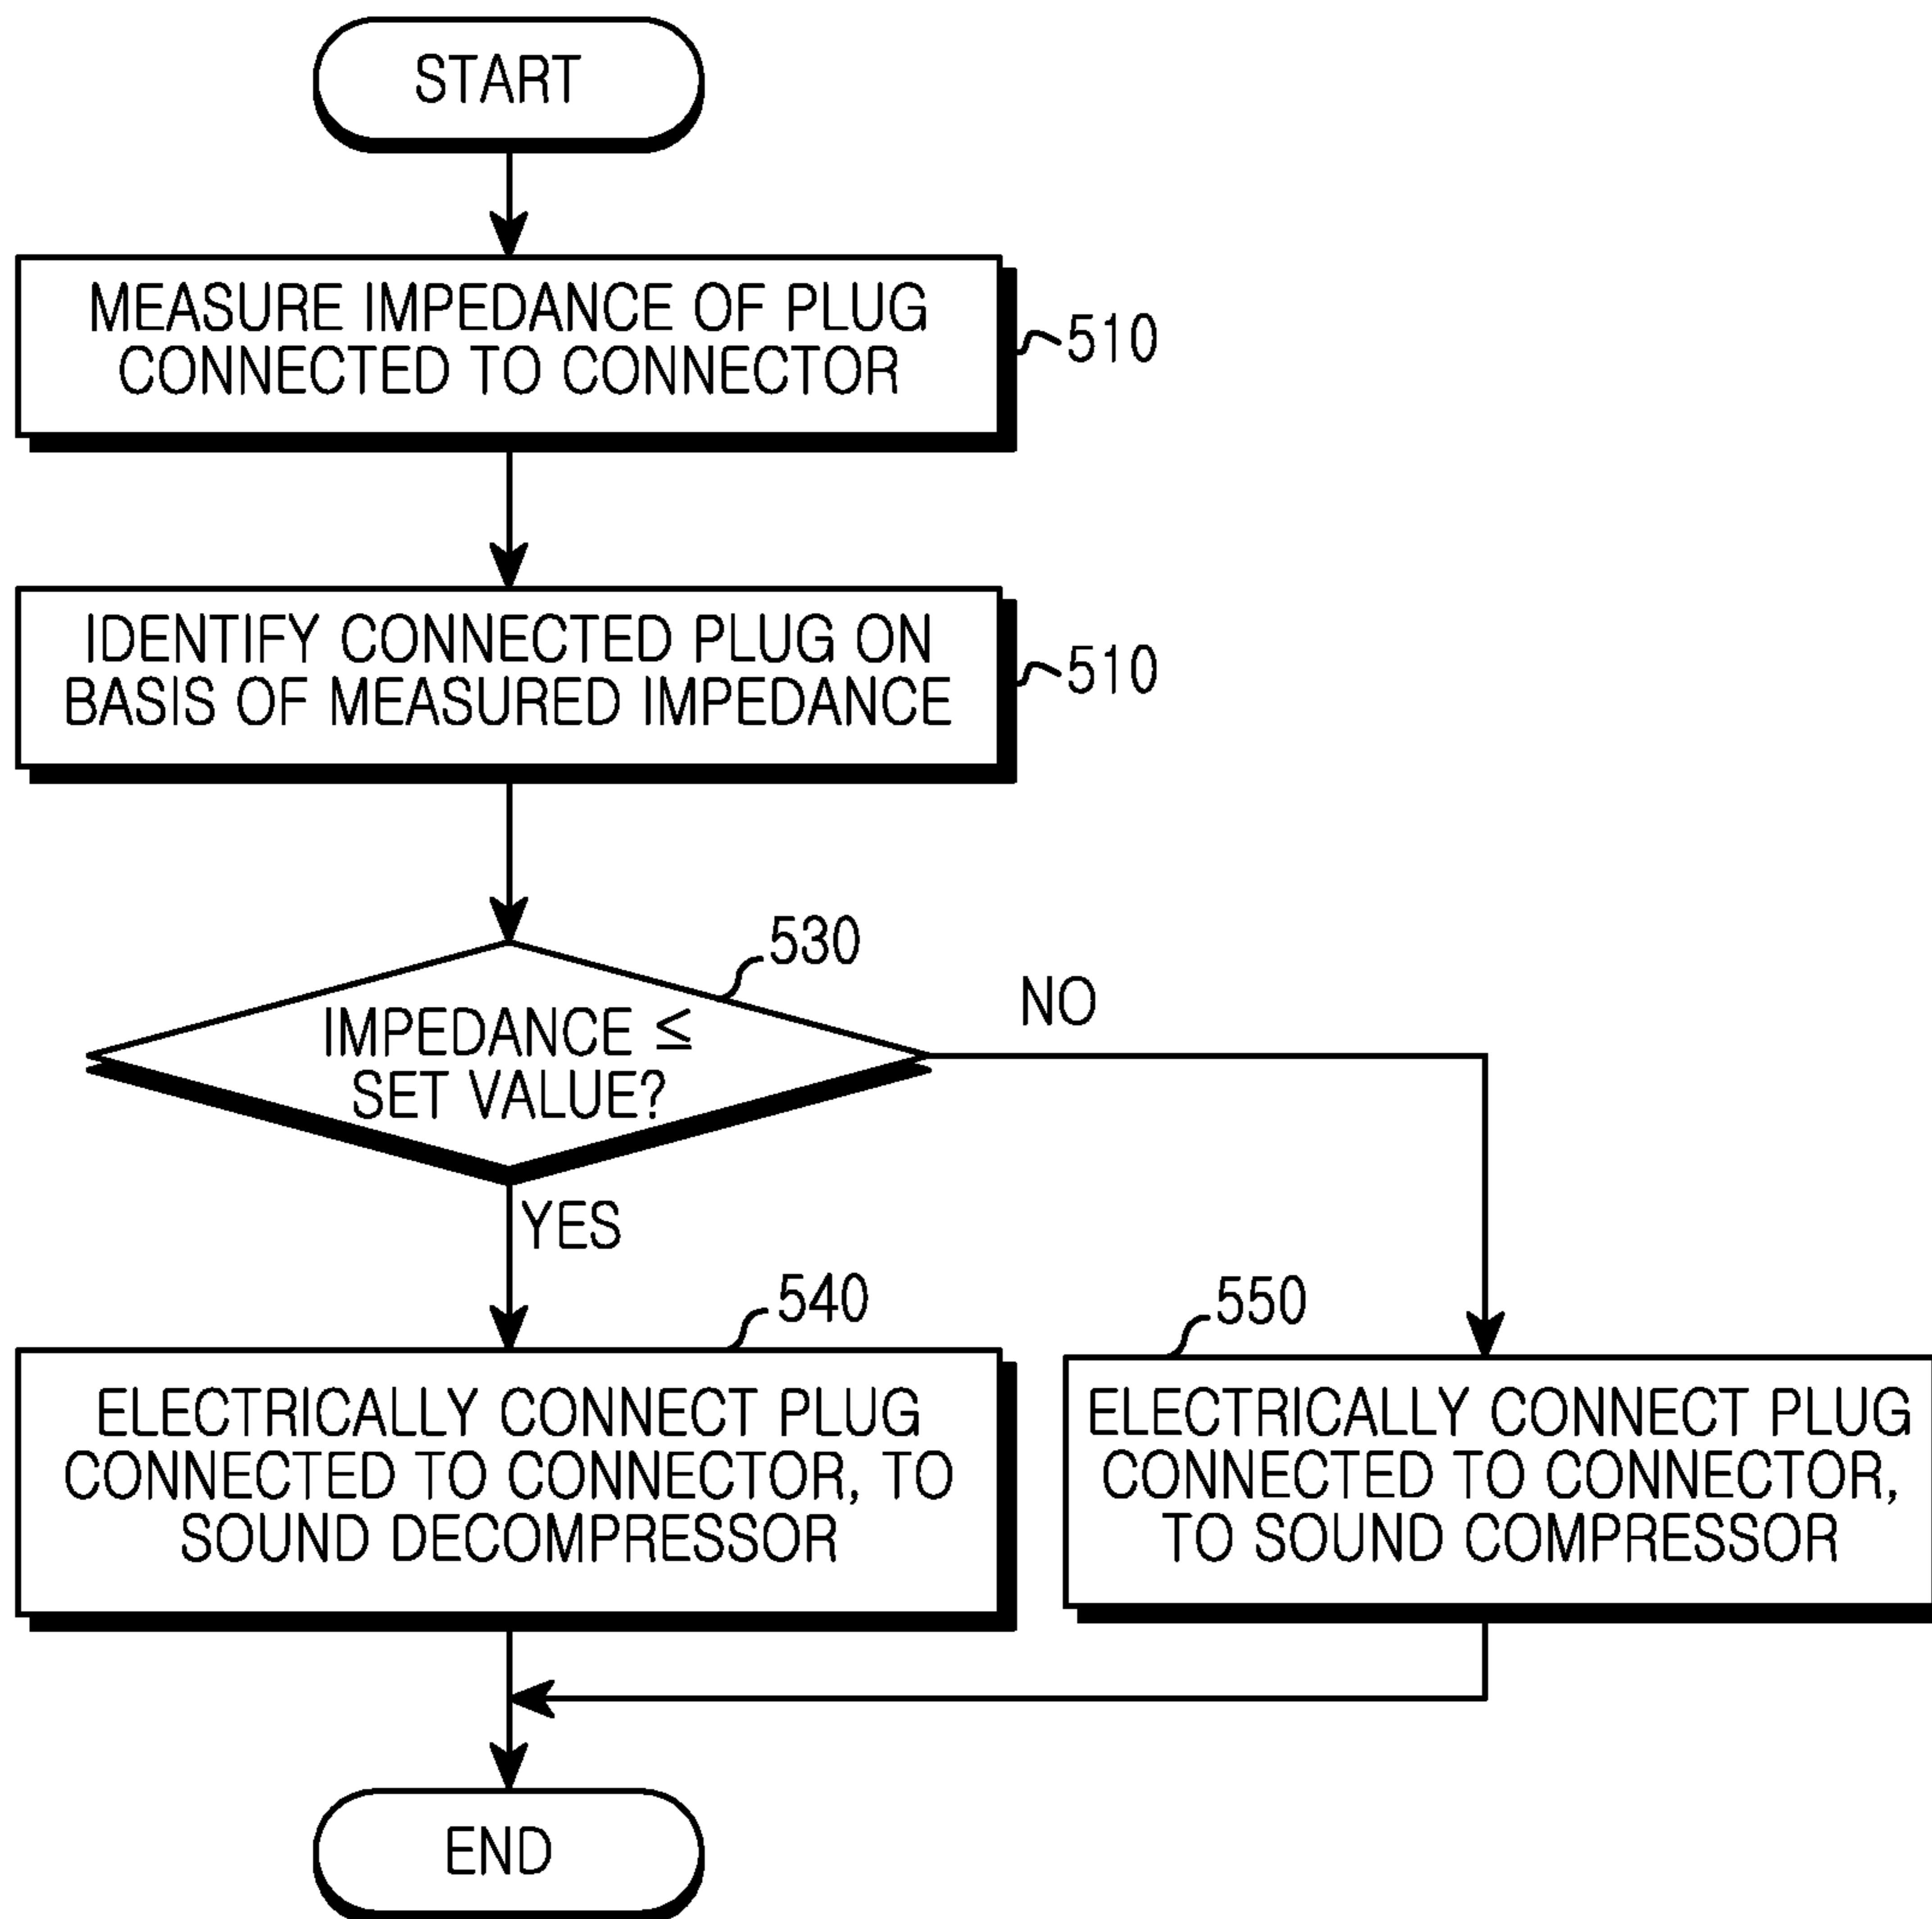 START
MEASURE IMPEDANCE OF PLUG
CONNECTED TO CONNECTOR
510
IDENTIFY CONNECTED PLUG ON
BASIS OF MEASURED IMPEDANCE
510
530
IMPEDANCE ≤
SET VALUE?
NO
YES
540
ELECTRICALLY CONNECT PLUG
CONNECTED TO CONNECTOR, TO
SOUND DECOMPRESSOR
550
ELECTRICALLY CONNECT PLUG
CONNECTED TO CONNECTOR,
TO SOUND COMPRESSOR
END